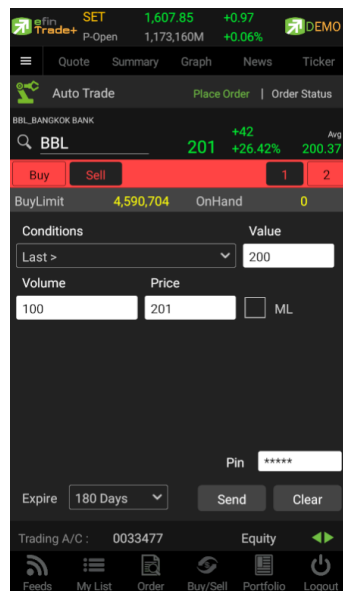 efin Trade+ SET 1,607.85 +0.97 DEMO
P-Open 1,173,160M +0.06%
Quote Summary Graph News Ticker
Auto Trade Place Order | Order Status
BBL_BANGKOK BANK
BBL 201 +42 +26.42% Avg 200.37
Buy Sell 1 2
BuyLimit 4,590,704 OnHand 0
Conditions Value
Last > 200
Volume Price
100 201 ML
Pin *****
Expire 180 Days Send Clear
Trading A/C : 0033477 Equity
Feeds My List Order Buy/Sell Portfolio Logout